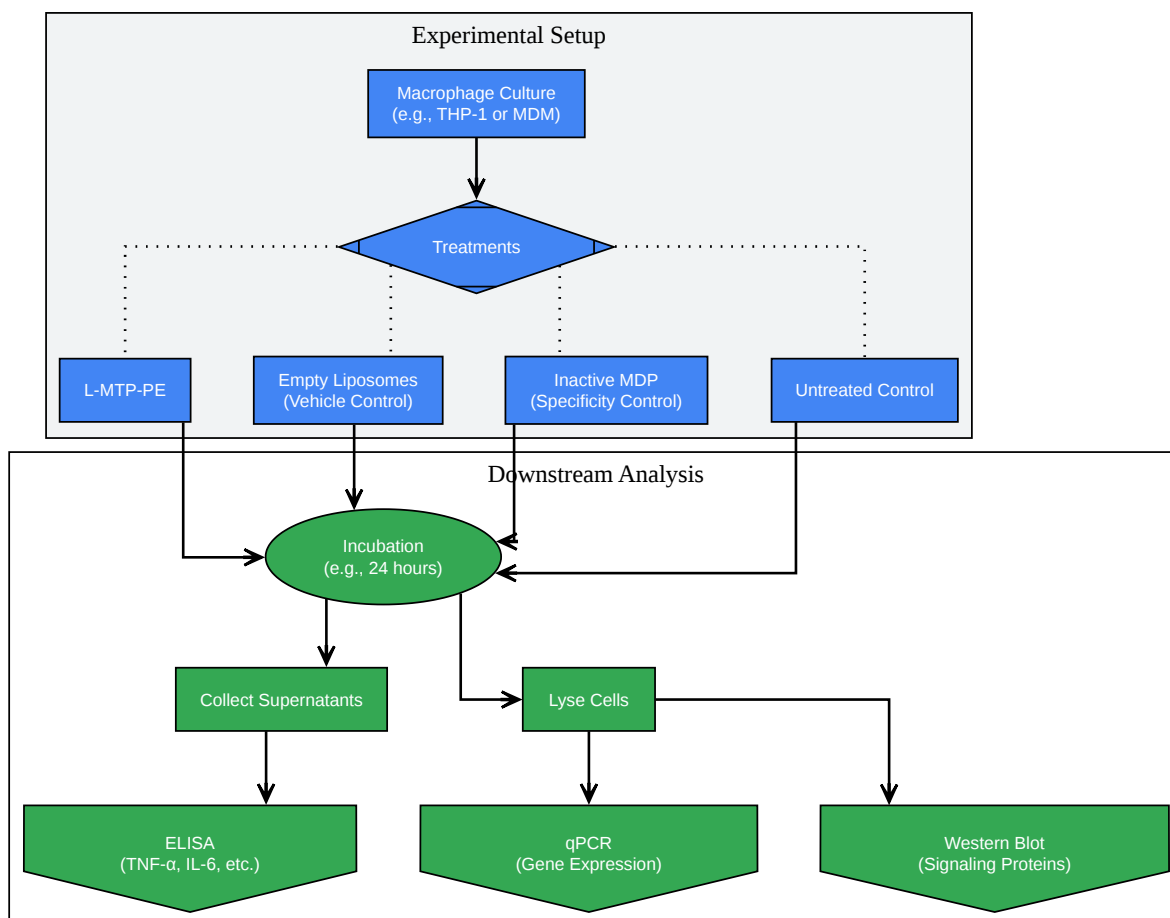 Experimental Setup
Macrophage Culture
(e.g., THP-1 or MDM)
Treatments
L-MTP-PE
Empty Liposomes
(Vehicle Control)
Inactive MDP
(Specificity Control)
Untreated Control
Downstream Analysis
Incubation
(e.g., 24 hours)
Collect Supernatants
Lyse Cells
ELISA
(TNF-α, IL-6, etc.)
qPCR
(Gene Expression)
Western Blot
(Signaling Proteins)